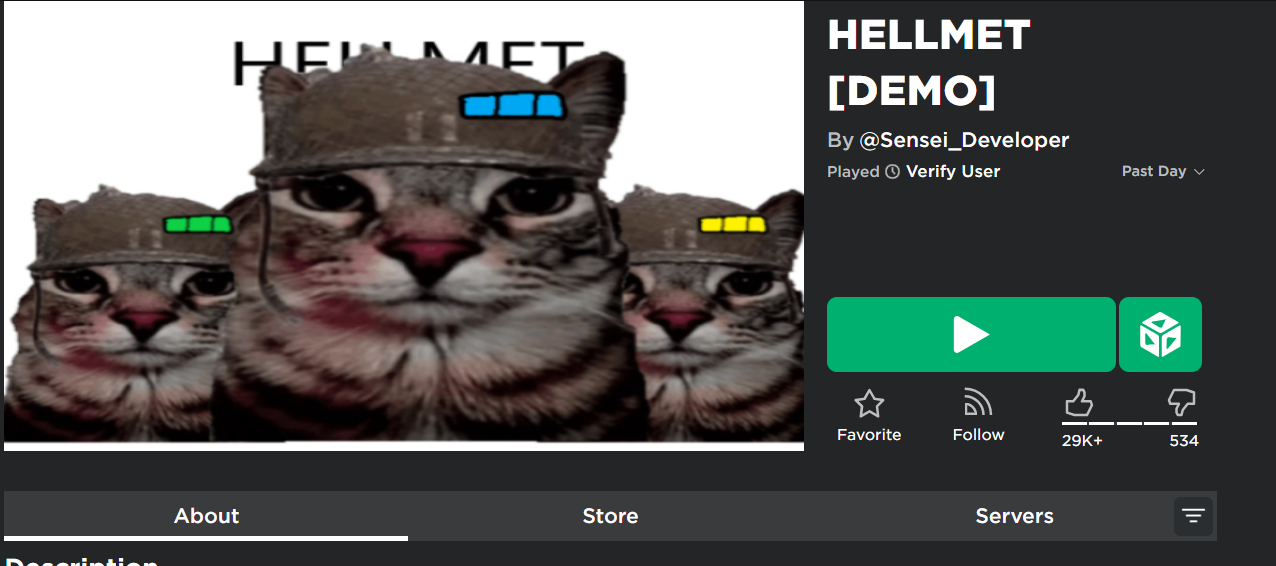 HELLMET
HELLMET
[DEMO]
By @Sensei_Developer
Played Verify User
Past Day
Favorite
Follow
29K+
534
About
Store
Servers
Description